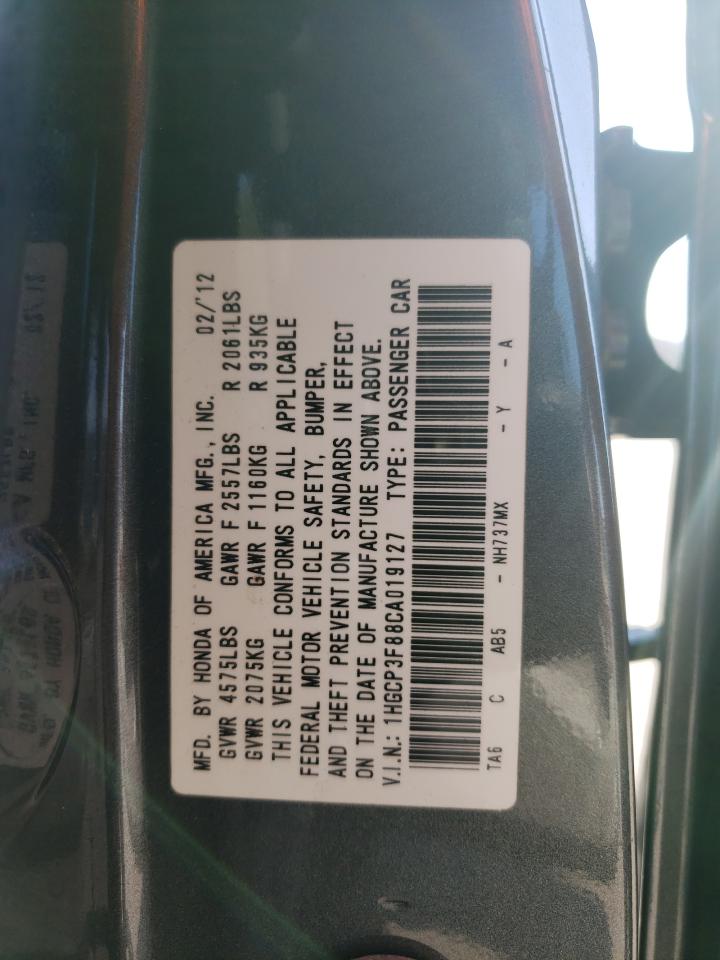 MFD. BY HONDA OF AMERICA MFG., INC. 02/'12
GVWR 4575LBS GAWR F 2557LBS R 2061LBS
GVWR 2075KG GAWR F 1160KG R 935KG
THIS VEHICLE CONFORMS TO ALL APPLICABLE
FEDERAL MOTOR VEHICLE SAFETY, BUMPER,
AND THEFT PREVENTION STANDARDS IN EFFECT
ON THE DATE OF MANUFACTURE SHOWN ABOVE.
V.I.N.: 1HGCP3F88CA019127 TYPE: PASSENGER CAR
TA6 C AB5 - NH737MX - Y - A